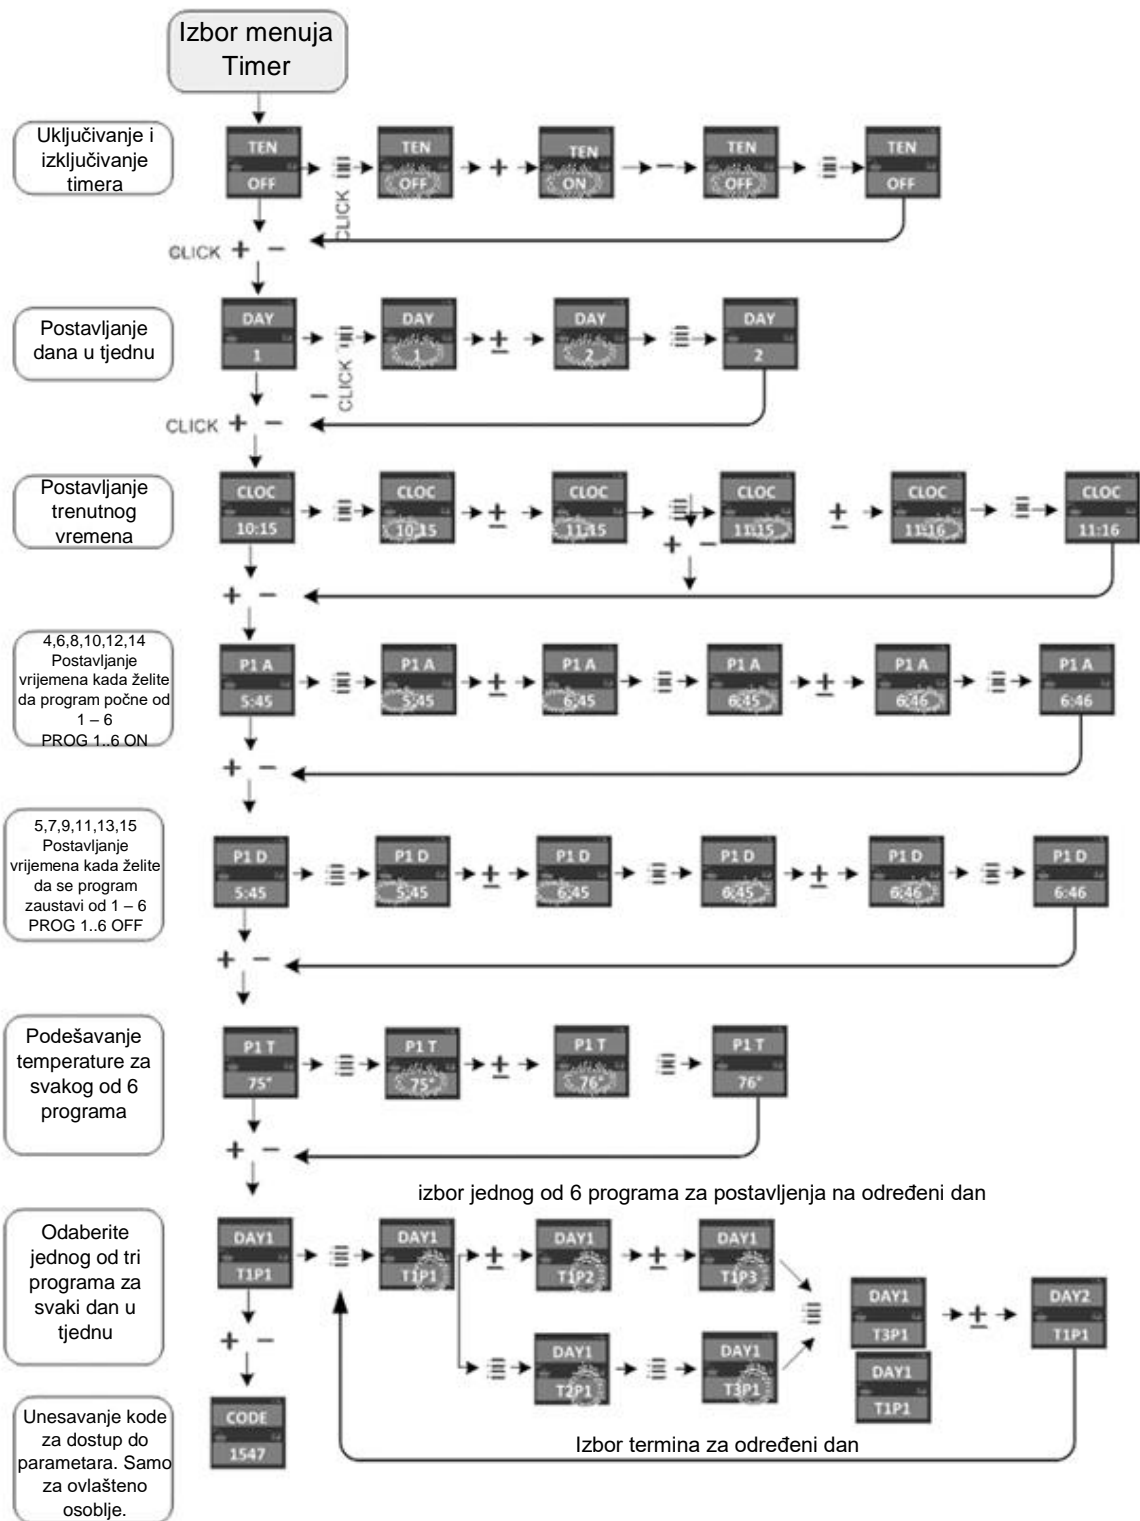 Izbor menuja
Timer
Uključivanje i
izključivanje
timera
TEN
OFF
TEN
OFF
+
TEN
ON
−
TEN
OFF
TEN
OFF
CLICK
CLICK + −
Postavljanje
dana u tjednu
DAY
1
DAY
1
±
DAY
2
DAY
2
CLICK
−
CLICK + −
Postavljanje
trenutnog
vremena
CLOC
10:15
CLOC
10:15
±
CLOC
11:15
CLOC
11:15
±
CLOC
11:16
CLOC
11:16
+ −
+ −
4,6,8,10,12,14
Postavljanje
vrijemena kada želite
da program počne od
1 – 6
PROG 1..6 ON
P1 A
5:45
P1 A
5:45
±
P1 A
6:45
P1 A
6:45
±
P1 A
6:46
P1 A
6:46
+ −
5,7,9,11,13,15
Postavljanje
vrijemena kada želite
da se program
zaustavi od 1 – 6
PROG 1..6 OFF
P1 D
5:45
P1 D
5:45
±
P1 D
6:45
P1 D
6:45
±
P1 D
6:46
P1 D
6:46
+ −
Podešavanje
temperature za
svakog od 6
programa
P1 T
75°
P1 T
75°
±
P1 T
76°
P1 T
76°
+ −
izbor jednog od 6 programa za postavljenja na određeni dan
Odaberite
jednog od tri
programa za
svaki dan u
tjednu
DAY1
T1P1
DAY1
T1P1
±
DAY1
T1P2
±
DAY1
T1P3
DAY1
T2P1
DAY1
T3P1
DAY1
T3P1
DAY1
T1P1
±
DAY2
T1P1
+ −
Izbor termina za određeni dan
Unesavanje kode
za dostup do
parametara. Samo
za ovlašteno
osoblje.
CODE
1547